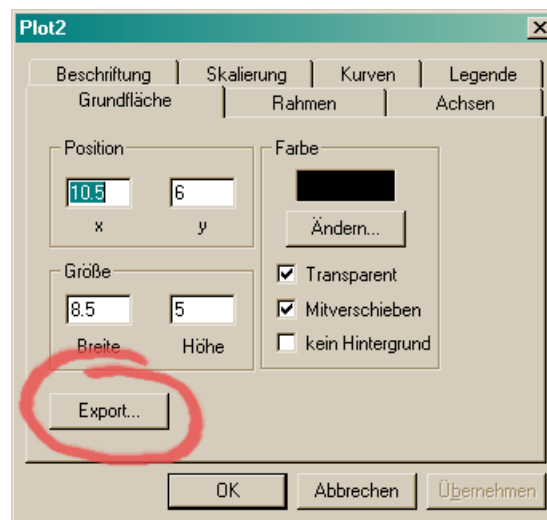 Plot2
Beschriftung Skalierung Kurven Legende
Grundfläche Rahmen Achsen
Position
10.5 6
x y
Größe
8.5 5
Breite Höhe
Farbe
Ändern...
Transparent
Mitverschieben
kein Hintergrund
Export...
OK Abbrechen Übernehmen